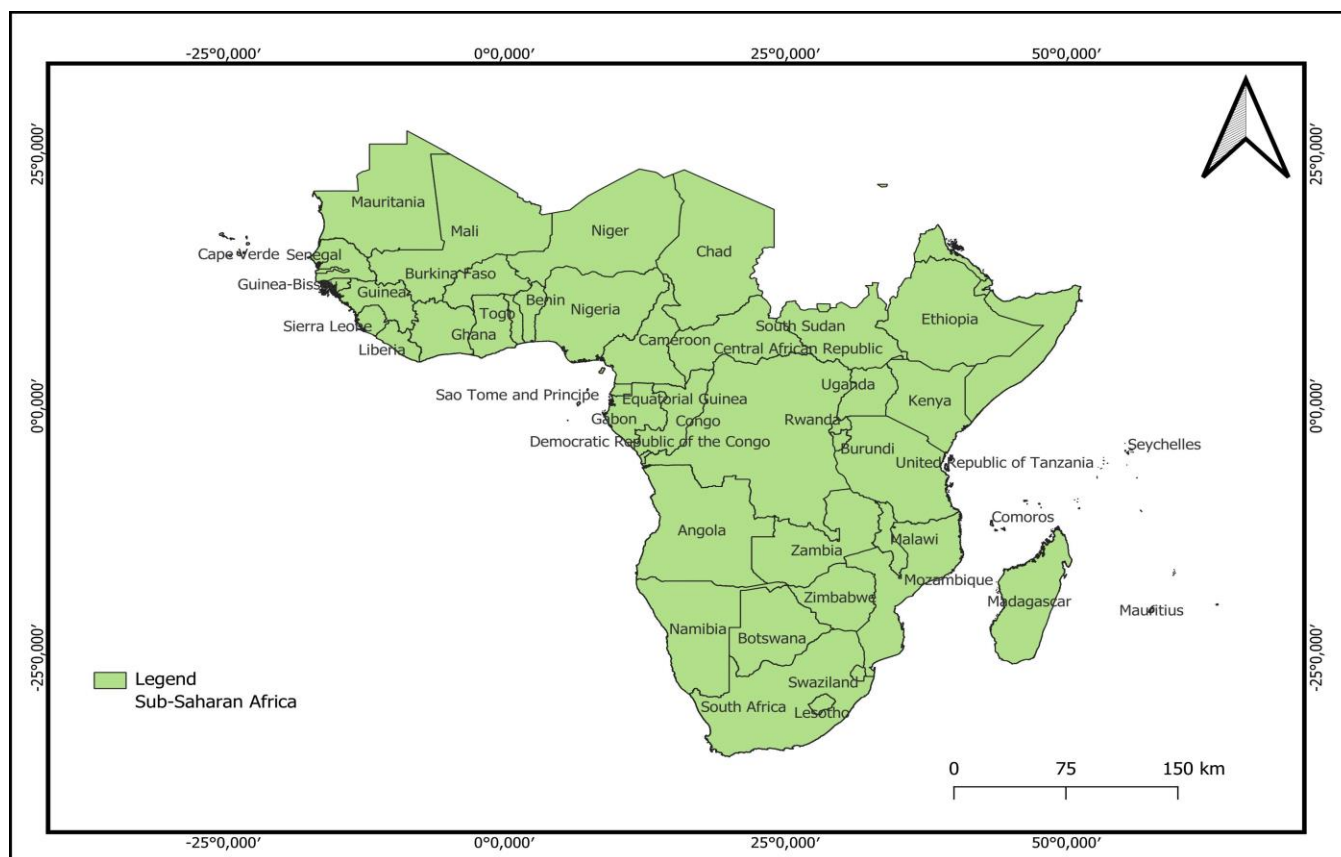 -25°0,000′ 0°0,000′ 25°0,000′ 50°0,000′
25°0,000′
25°0,000′
Mauritania
Mali
Niger
Chad
Cape Verde Senegal
Burkina Faso
Guinea-Biss
Guinea
Benin
Nigeria
Togo
Ethiopia
South Sudan
Sierra Leone
Ghana
Cameroon
Central African Republic
Liberia
Uganda
Sao Tome and Principe
Equatorial Guinea
Kenya
0°0,000′
0°0,000′
Gabon
Congo
Rwanda
Democratic Republic of the Congo
Burundi
Seychelles
United Republic of Tanzania
Comoros
Angola
Zambia
Malawi
Mozambique
Zimbabwe
Madagascar
Mauritius
Namibia
Botswana
-25°0,000′
-25°0,000′
Legend
Sub-Saharan Africa
Swaziland
South Africa
Lesotho
0 75 150 km
-25°0,000′ 0°0,000′ 25°0,000′ 50°0,000′